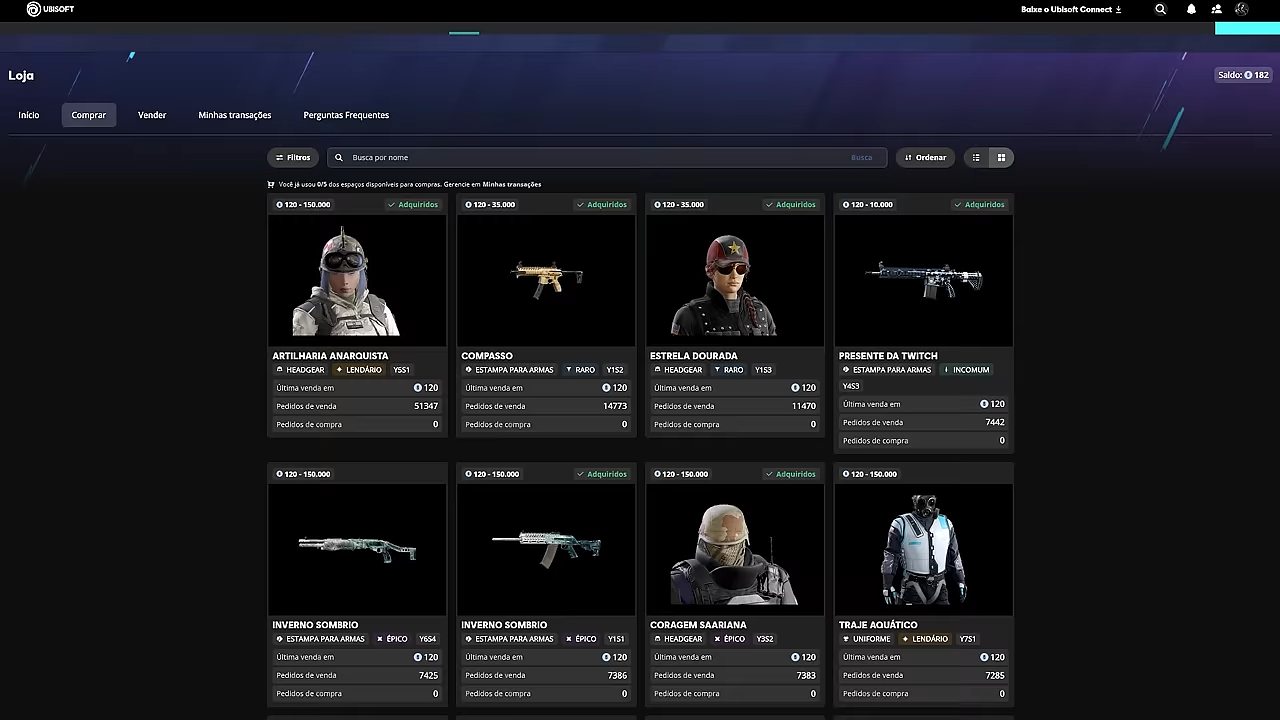 UBISOFT
Baixe o Ubisoft Connect
Loja
Saldo: 182
Início
Comprar
Vender
Minhas transações
Perguntas Frequentes
Filtros
Busca por nome
Busca
Ordenar
Você já usou 0/5 dos espaços disponíveis para compras. Gerencie em Minhas transações
120 - 150.000
Adquiridos
120 - 35.000
Adquiridos
120 - 35.000
Adquiridos
120 - 10.000
Adquiridos
ARTILHARIA ANARQUISTA
HEADGEAR LENDÁRIO Y5S1
Última venda em 120
Pedidos de venda 51347
Pedidos de compra 0
COMPASSO
ESTAMPA PARA ARMAS RARO Y1S2
Última venda em 120
Pedidos de venda 14773
Pedidos de compra 0
ESTRELA DOURADA
HEADGEAR RARO Y1S3
Última venda em 120
Pedidos de venda 11470
Pedidos de compra 0
PRESENTE DA TWITCH
ESTAMPA PARA ARMAS INCOMUM
Y4S3
Última venda em 120
Pedidos de venda 7442
Pedidos de compra 0
120 - 150.000
120 - 150.000
Adquiridos
120 - 150.000
Adquiridos
120 - 150.000
INVERNO SOMBRIO
ESTAMPA PARA ARMAS ÉPICO Y6S4
Última venda em 120
Pedidos de venda 7425
Pedidos de compra 0
INVERNO SOMBRIO
ESTAMPA PARA ARMAS ÉPICO Y1S1
Última venda em 120
Pedidos de venda 7386
Pedidos de compra 0
CORAGEM SAARIANA
HEADGEAR ÉPICO Y3S2
Última venda em 120
Pedidos de venda 7383
Pedidos de compra 0
TRAJE AQUÁTICO
UNIFORME LENDÁRIO Y7S1
Última venda em 120
Pedidos de venda 7285
Pedidos de compra 0